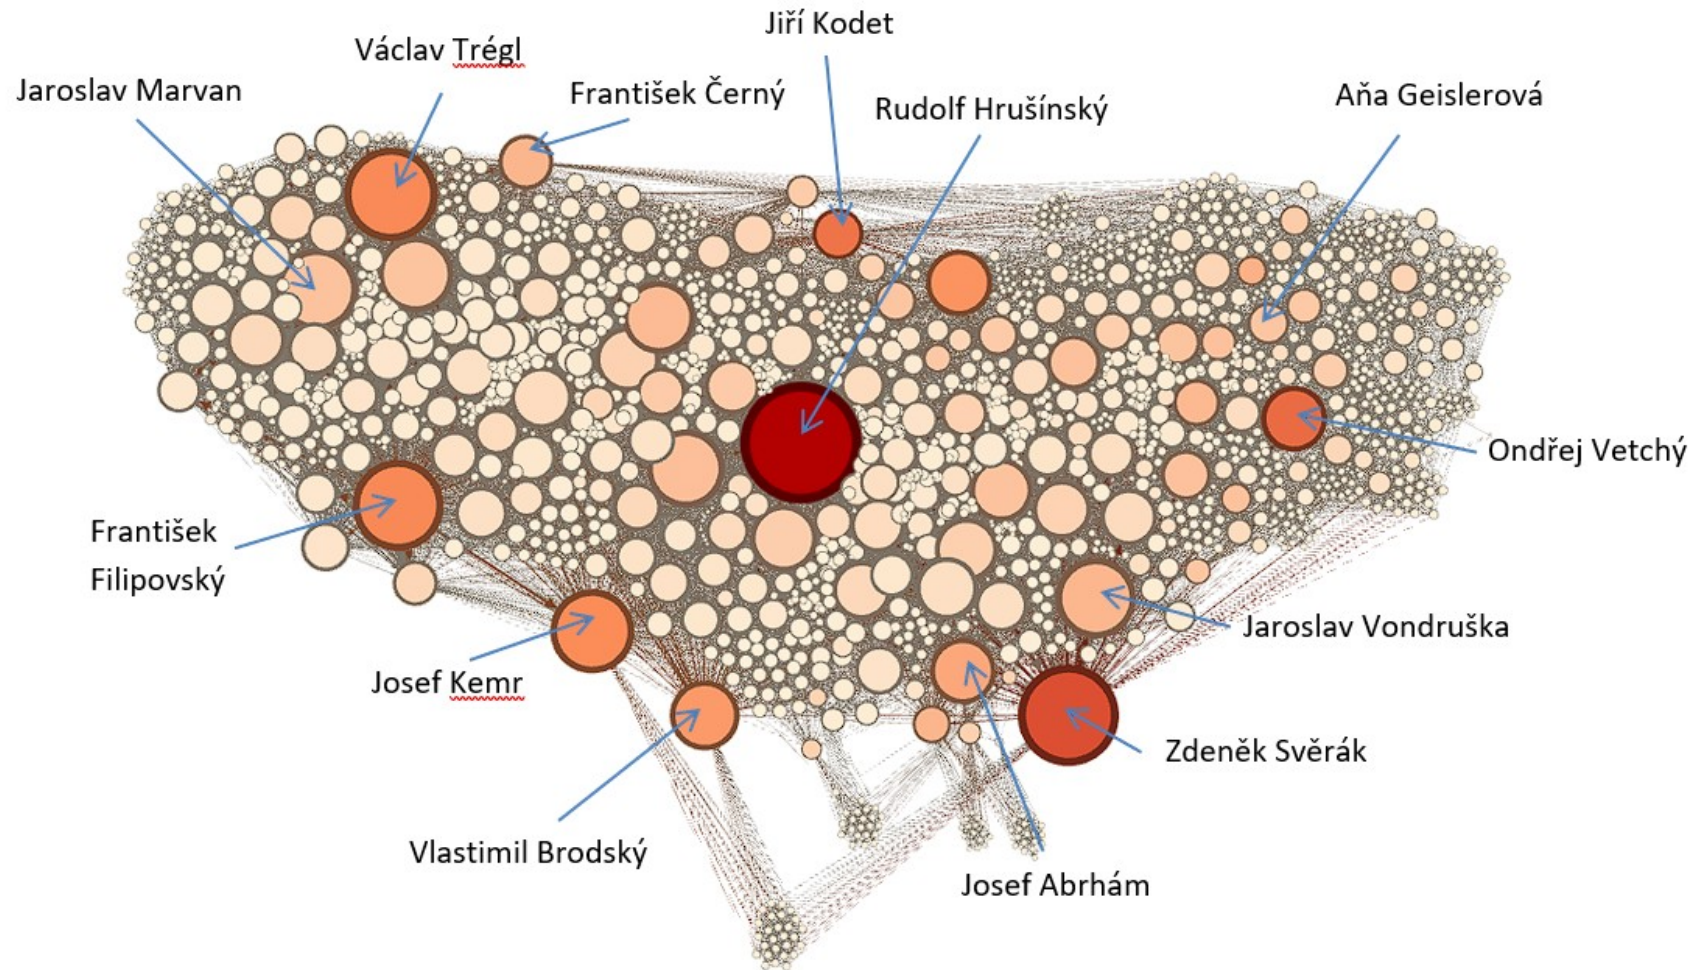 Jiří Kodet
Václav Trégl
Jaroslav Marvan
František Černý
Rudolf Hrušínský
Aňa Geislerová
Ondřej Vetchý
František
Filipovský
Jaroslav Vondruška
Josef Kemr
Zdeněk Svěrák
Vlastimil Brodský
Josef Abrhám